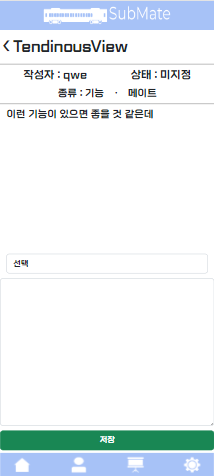 SubMate
TendinousView
작성자 : qwe 상태 : 미지정
종류 : 기능 · 메이트
이런 기능이 있으면 좋을 것 같은데
선택
저장